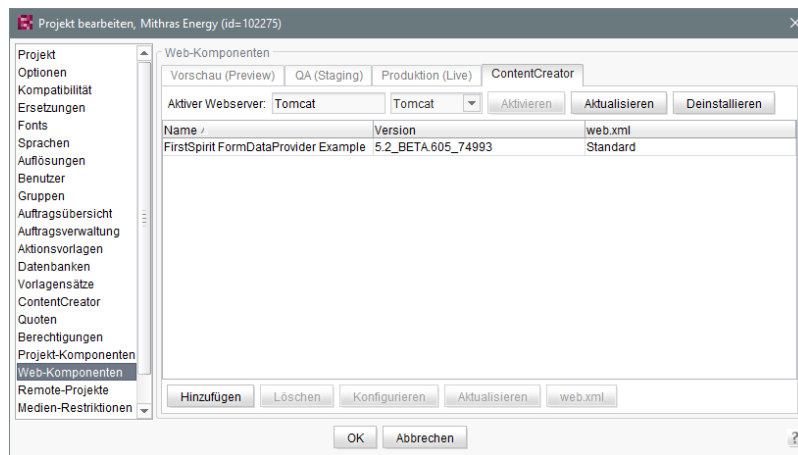 Projekt bearbeiten, Mithras Energy (id=102275)
Projekt
Optionen
Kompatibilität
Ersetzungen
Fonts
Sprachen
Auflösungen
Benutzer
Gruppen
Auftragsübersicht
Auftragsverwaltung
Aktionsvorlagen
Datenbanken
Vorlagensätze
ContentCreator
Quoten
Berechtigungen
Projekt-Komponenten
Web-Komponenten
Remote-Projekte
Medien-Restriktionen
Web-Komponenten
Vorschau (Preview) QA (Staging) Produktion (Live) ContentCreator
Aktiver Webserver: Tomcat Tomcat Aktivieren Aktualisieren Deinstallieren
Name Version web.xml
FirstSpirit FormDataProvider Example 5.2_BETA.605_74993 Standard
Hinzufügen Löschen Konfigurieren Aktualisieren web.xml
OK Abbrechen ?